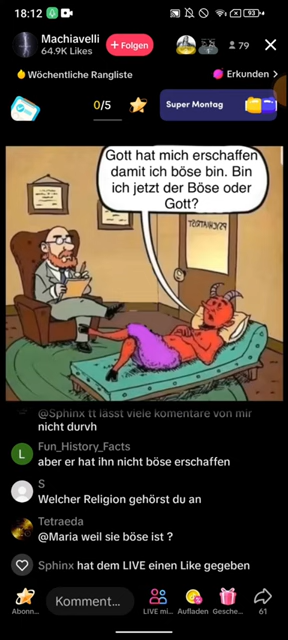 18:12
93
Machiavelli
64.9K Likes
+ Folgen
79
Wöchentliche Rangliste
Erkunden >
0/5
Super Montag
Gott hat mich erschaffen
damit ich böse bin. Bin
ich jetzt der Böse oder
Gott?
@Sphinx tt lässt viele komentare von mir
nicht durvh
L
Fun_History_Facts
aber er hat ihn nicht böse erschaffen
S
Welcher Religion gehörst du an
Tetraeda
@Maria weil sie böse ist ?
Sphinx hat dem LIVE einen Like gegeben
Abonn...
Komment...
LIVE mi...
Aufladen
Gesche...
61